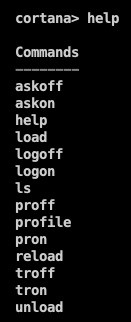 cortana> help
Commands
--------
askoff
askon
help
load
logoff
logon
ls
proff
profile
pron
reload
troff
tron
unload